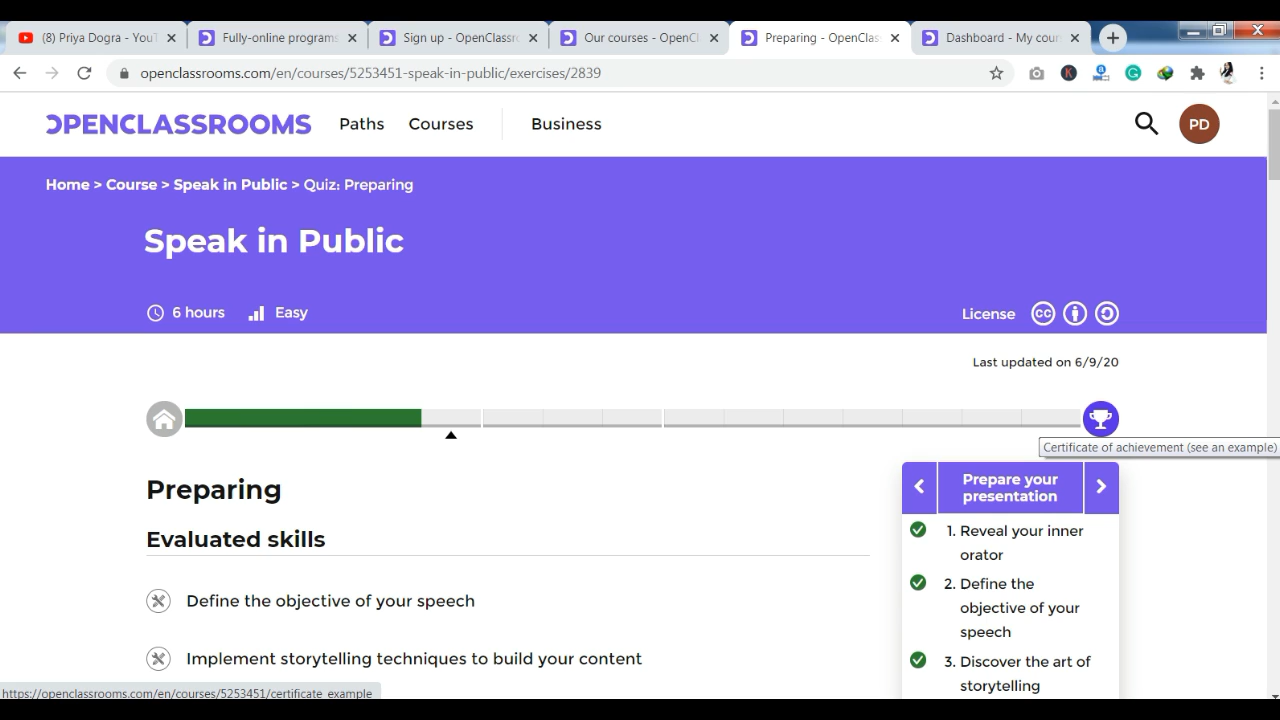 (8) Priya Dogra - You
Fully-online programs
Sign up - OpenClassr
Our courses - OpenCl
Preparing - OpenClas
Dashboard - My cour
openclassrooms.com/en/courses/5253451-speak-in-public/exercises/2839
OPENCLASSROOMS
Paths
Courses
Business
PD
Home > Course > Speak in Public > Quiz: Preparing
Speak in Public
6 hours
Easy
License
Last updated on 6/9/20
Certificate of achievement (see an example)
Preparing
Evaluated skills
Define the objective of your speech
Implement storytelling techniques to build your content
Prepare your
presentation
1. Reveal your inner
orator
2. Define the
objective of your
speech
3. Discover the art of
storytelling
https://openclassrooms.com/en/courses/5253451/certificate_example